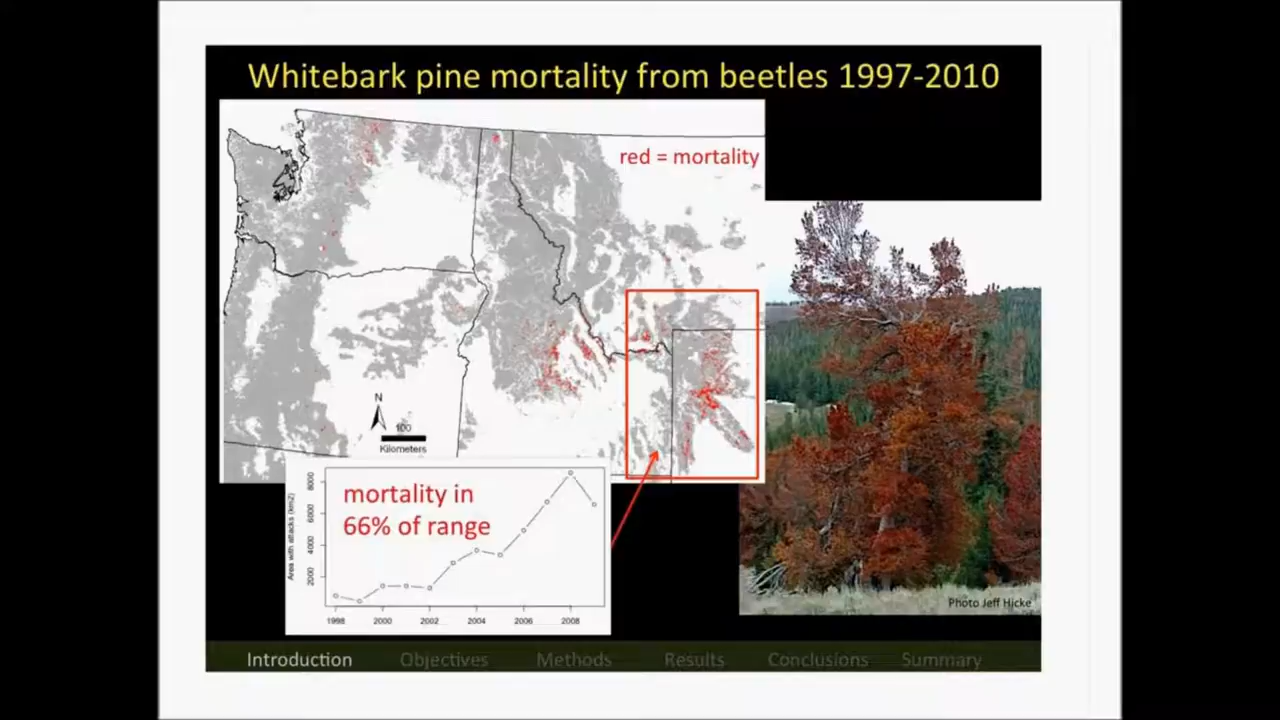 Whitebark pine mortality from beetles 1997-2010
red = mortality
N
100
Kilometers
mortality in
66% of range
Area with attacks (km2)
8000
6000
4000
2000
1998
2000
2002
2004
2006
2008
Photo Jeff Hicke
Introduction Objectives Methods Results Conclusions Summary